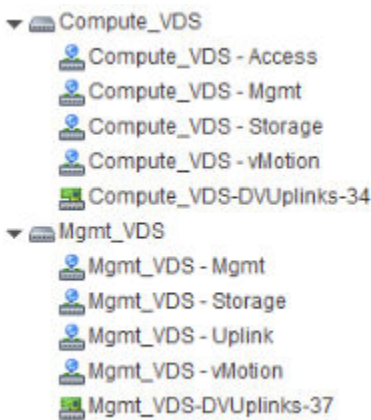 Compute_VDS
Compute_VDS - Access
Compute_VDS - Mgmt
Compute_VDS - Storage
Compute_VDS - vMotion
Compute_VDS-DVUplinks-34
Mgmt_VDS
Mgmt_VDS - Mgmt
Mgmt_VDS - Storage
Mgmt_VDS - Uplink
Mgmt_VDS - vMotion
Mgmt_VDS-DVUplinks-37